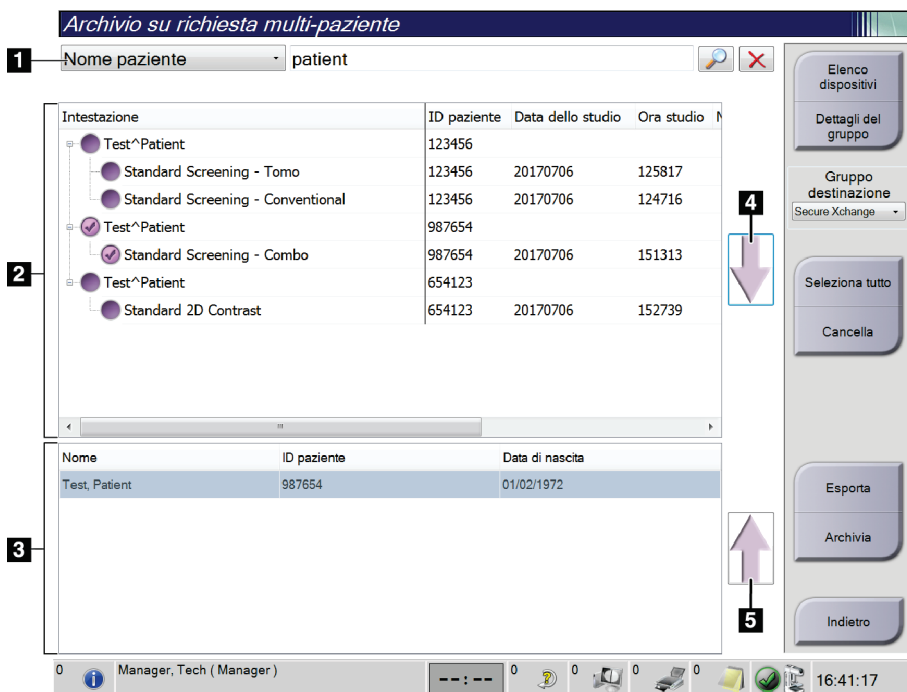 Archivio su richiesta multi-paziente
1
Nome paziente
patient
Intestazione ID paziente Data dello studio Ora studio
Test^Patient 123456
Standard Screening - Tomo 123456 20170706 125817
Standard Screening - Conventional 123456 20170706 124716
Test^Patient 987654
Standard Screening - Combo 987654 20170706 151313
Test^Patient 654123
Standard 2D Contrast 654123 20170706 152739
2
4
Nome ID paziente Data di nascita
Test, Patient 987654 01/02/1972
3
5
Elenco
dispositivi
Dettagli del
gruppo
Gruppo
destinazione
Secure Xchange
Seleziona tutto
Cancella
Esporta
Archivia
Indietro
0 Manager, Tech ( Manager ) --:-- 0 0 0 0 16:41:17